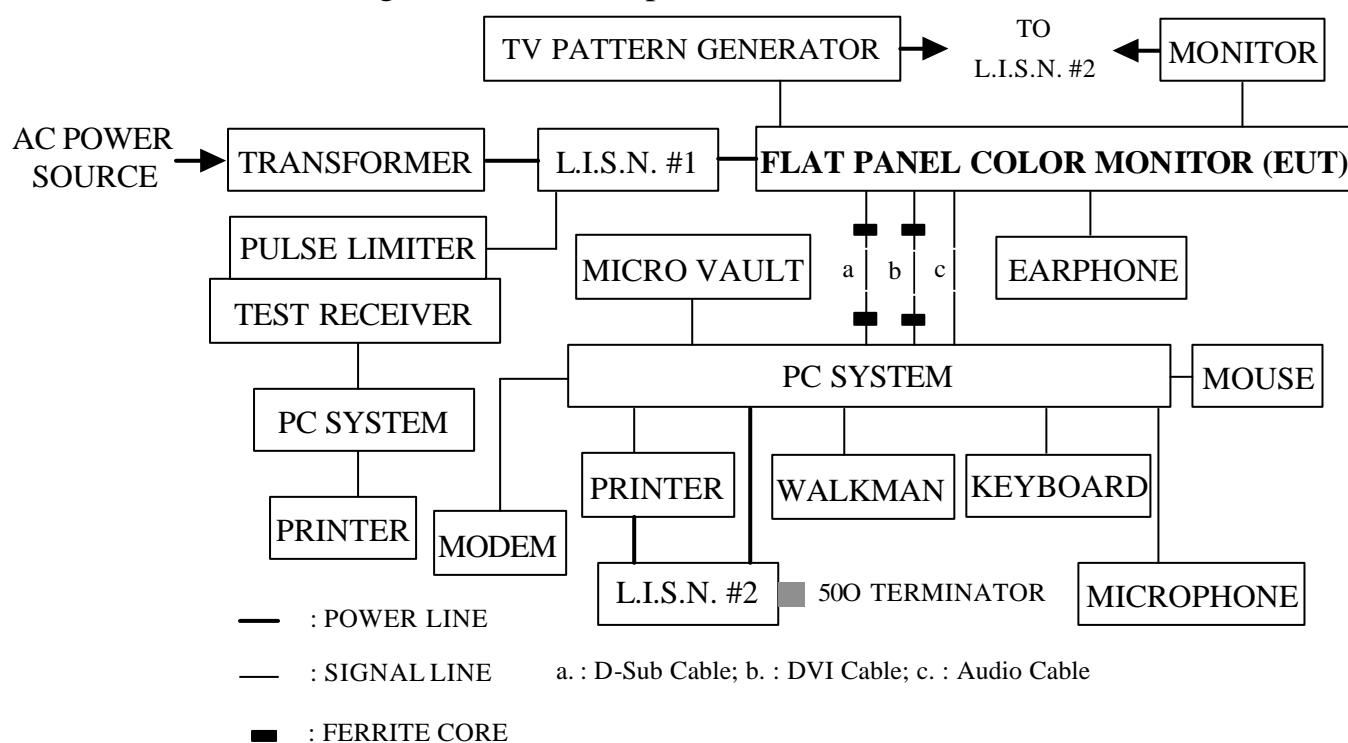 TV PATTERN GENERATOR
TO
L.I.S.N. #2
MONITOR
AC POWER
SOURCE
TRANSFORMER
L.I.S.N. #1
FLAT PANEL COLOR MONITOR (EUT)
PULSE LIMITER
MICRO VAULT
a
b
c
EARPHONE
TEST RECEIVER
PC SYSTEM
MOUSE
PC SYSTEM
PRINTER
WALKMAN
KEYBOARD
PRINTER
MODEM
L.I.S.N. #2
50O TERMINATOR
MICROPHONE
: POWER LINE
: SIGNAL LINE
a. : D-Sub Cable; b. : DVI Cable; c. : Audio Cable
: FERRITE CORE